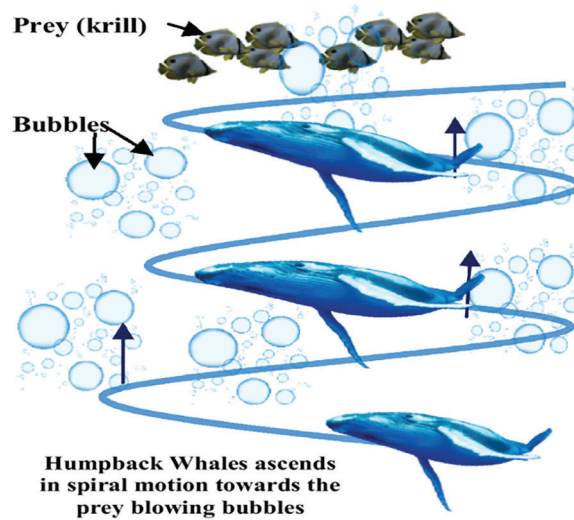 Prey (krill)
Bubbles
Humpback Whales ascends
in spiral motion towards the
prey blowing bubbles